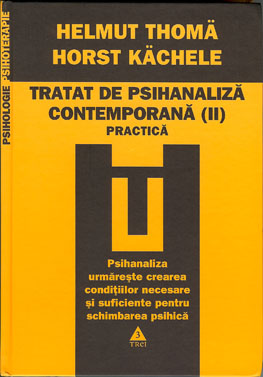 HELMUT THOMÄ
HORST KÄCHELE
TRATAT DE PSIHANALIZĂ
CONTEMPORANĂ (II)
PRACTICĂ
Psihanaliza
urmărește crearea
condițiilor necesare
și suficiente pentru
schimbarea psihică
3
TREI
PSIHOLOGIE PSIHOTERAPIE